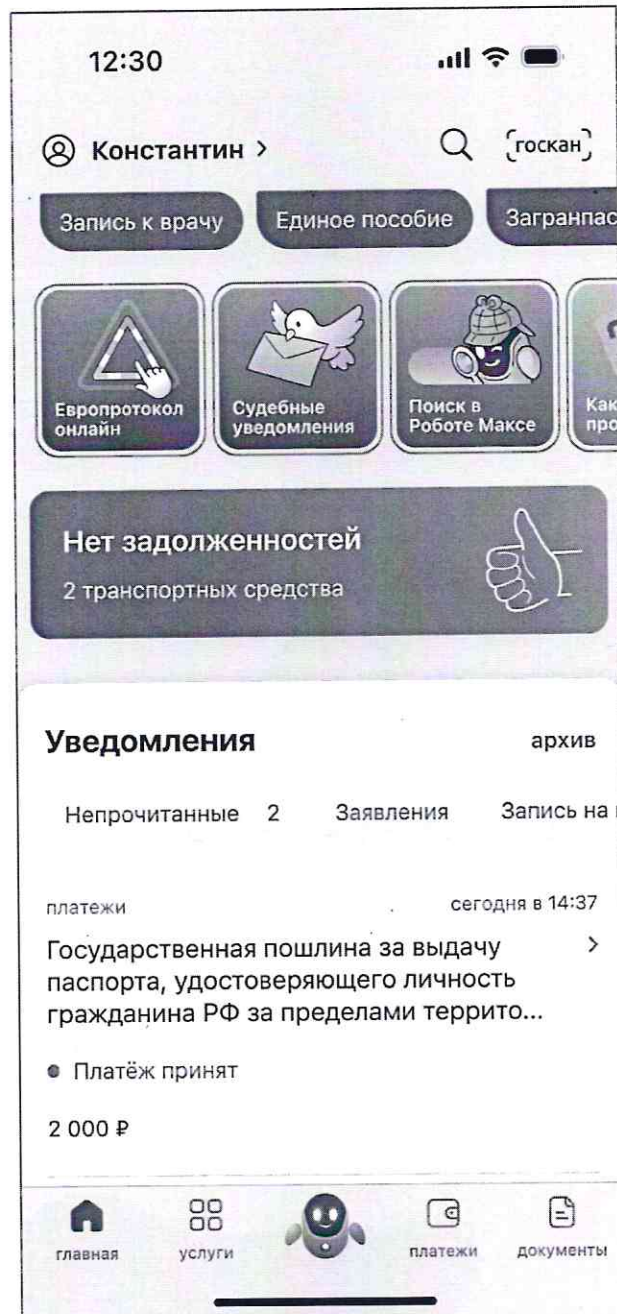 12:30
Константин >
госкан
Запись к врачу
Единое пособие
Загранпас
Европротокол
онлайн
Судебные
уведомления
Поиск в
Роботе Максе
Как
про
Нет задолженностей
2 транспортных средства
Уведомления
архив
Непрочитанные 2
Заявления
Запись на
платежи
сегодня в 14:37
Государственная пошлина за выдачу
паспорта, удостоверяющего личность
гражданина РФ за пределами террито...
Платёж принят
2 000 ₽
главная
услуги
платежи
документы